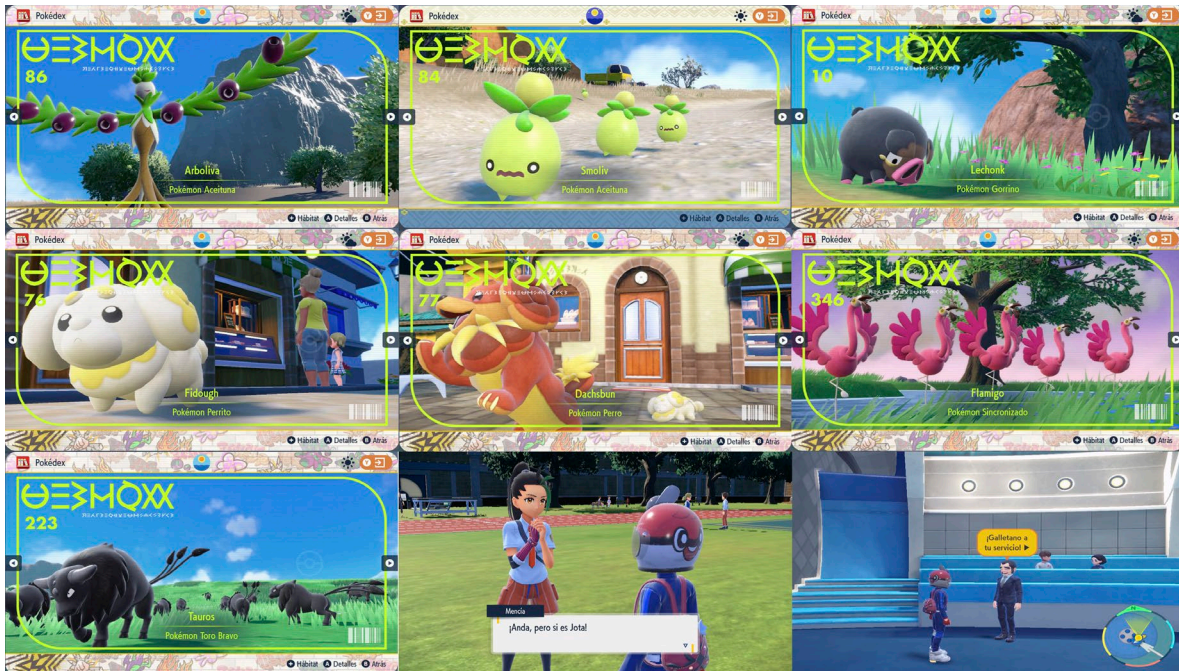 Pokédex
86
Arboliva
Pokémon Aceituna
Hábitat A Detalles B Atrás
Pokédex
Y
84
Smoliv
Pokémon Aceituna
Hábitat A Detalles B Atrás
Pokédex
Y
10
Lechonk
Pokémon Gorrino
Hábitat A Detalles B Atrás
Pokédex
Y
76
Fidough
Pokémon Perrito
Hábitat A Detalles B Atrás
Pokédex
Y
77
Dachsbun
Pokémon Perro
Hábitat A Detalles B Atrás
Pokédex
Y
346
Flamigo
Pokémon Sincronizado
Hábitat A Detalles B Atrás
Pokédex
Y
223
Tauros
Pokémon Toro Bravo
Hábitat A Detalles B Atrás
Mencía
¡Anda, pero si es Jota!
¡Galletano a
tu servicio!